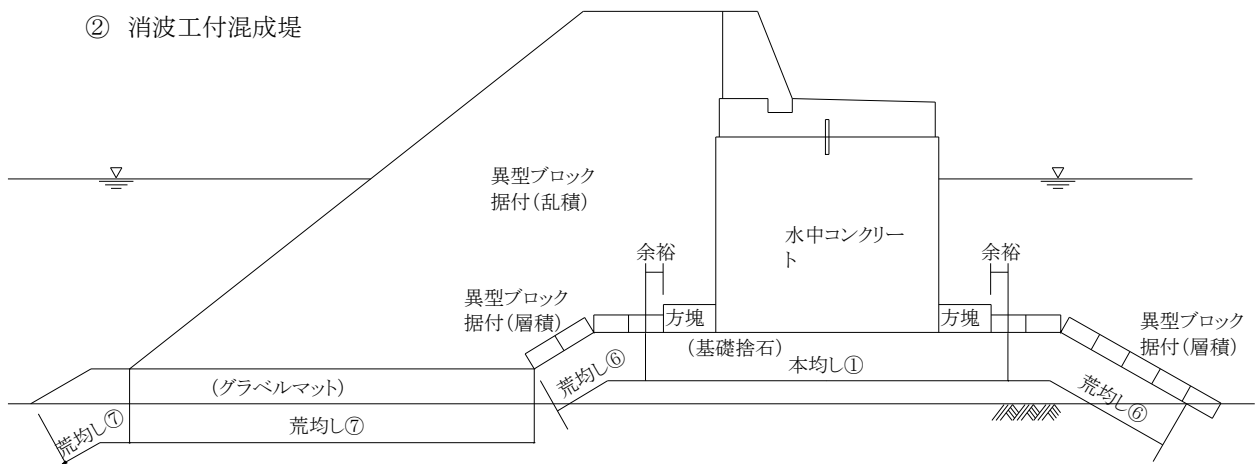 ② 消波工付混成堤
異型ブロック
据付(乱積)
水中コンクリー
ト
余裕
余裕
異型ブロック
据付(層積)
方塊
方塊
異型ブロック
据付(層積)
(基礎捨石)
本均し①
荒均し⑥
荒均し⑥
(グラベルマット)
荒均し⑦
荒均し⑦